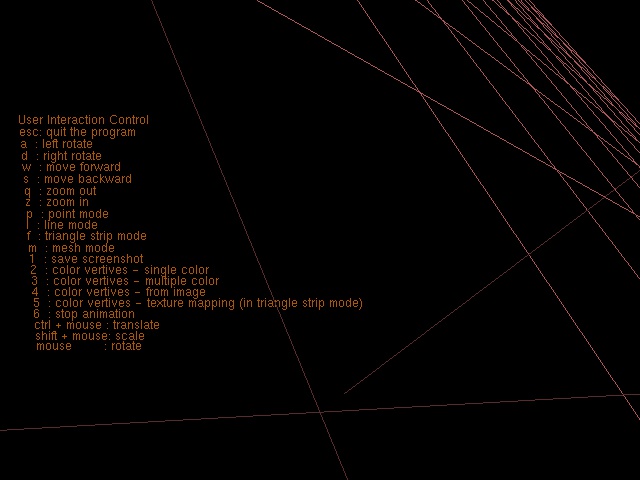 User Interaction Control
esc: quit the program
a : left rotate
d : right rotate
w : move forward
s : move backward
q : zoom out
z : zoom in
p : point mode
l : line mode
f : triangle strip mode
m : mesh mode
1 : save screenshot
2 : color vertives - single color
3 : color vertives - multiple color
4 : color vertives - from image
5 : color vertives - texture mapping (in triangle strip mode)
6 : stop animation
ctrl + mouse : translate
shift + mouse: scale
mouse : rotate